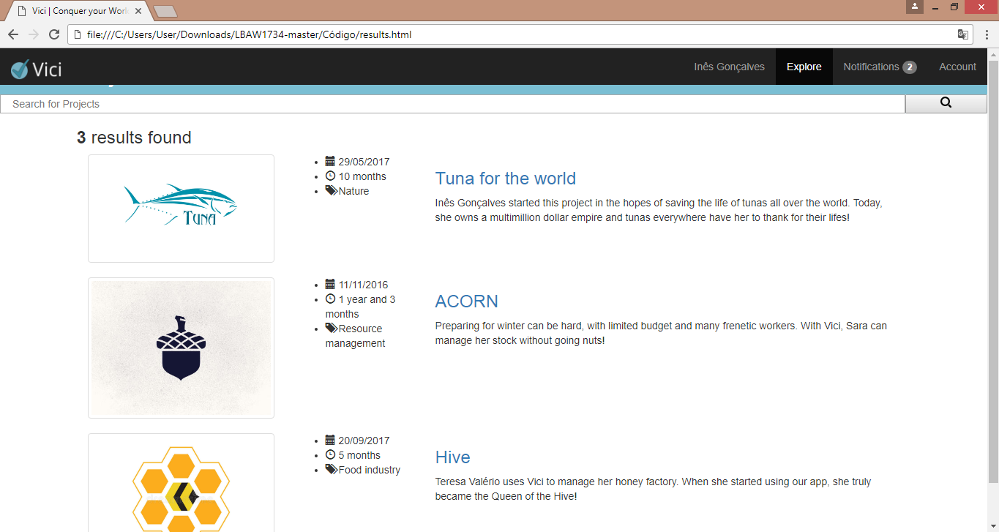 Vici | Conquer your Worl
file:///C:/Users/User/Downloads/LBAW1734-master/Código/results.html
Vici
Inês Gonçalves
Explore
Notifications 2
Account
Search for Projects
3 results found
TUNA
29/05/2017
10 months
Nature
Tuna for the world
Inês Gonçalves started this project in the hopes of saving the life of tunas all over the world. Today,
she owns a multimillion dollar empire and tunas everywhere have her to thank for their lifes!
11/11/2016
1 year and 3
months
Resource
management
ACORN
Preparing for winter can be hard, with limited budget and many frenetic workers. With Vici, Sara can
manage her stock without going nuts!
20/09/2017
5 months
Food industry
Hive
Teresa Valério uses Vici to manage her honey factory. When she started using our app, she truly
became the Queen of the Hive!